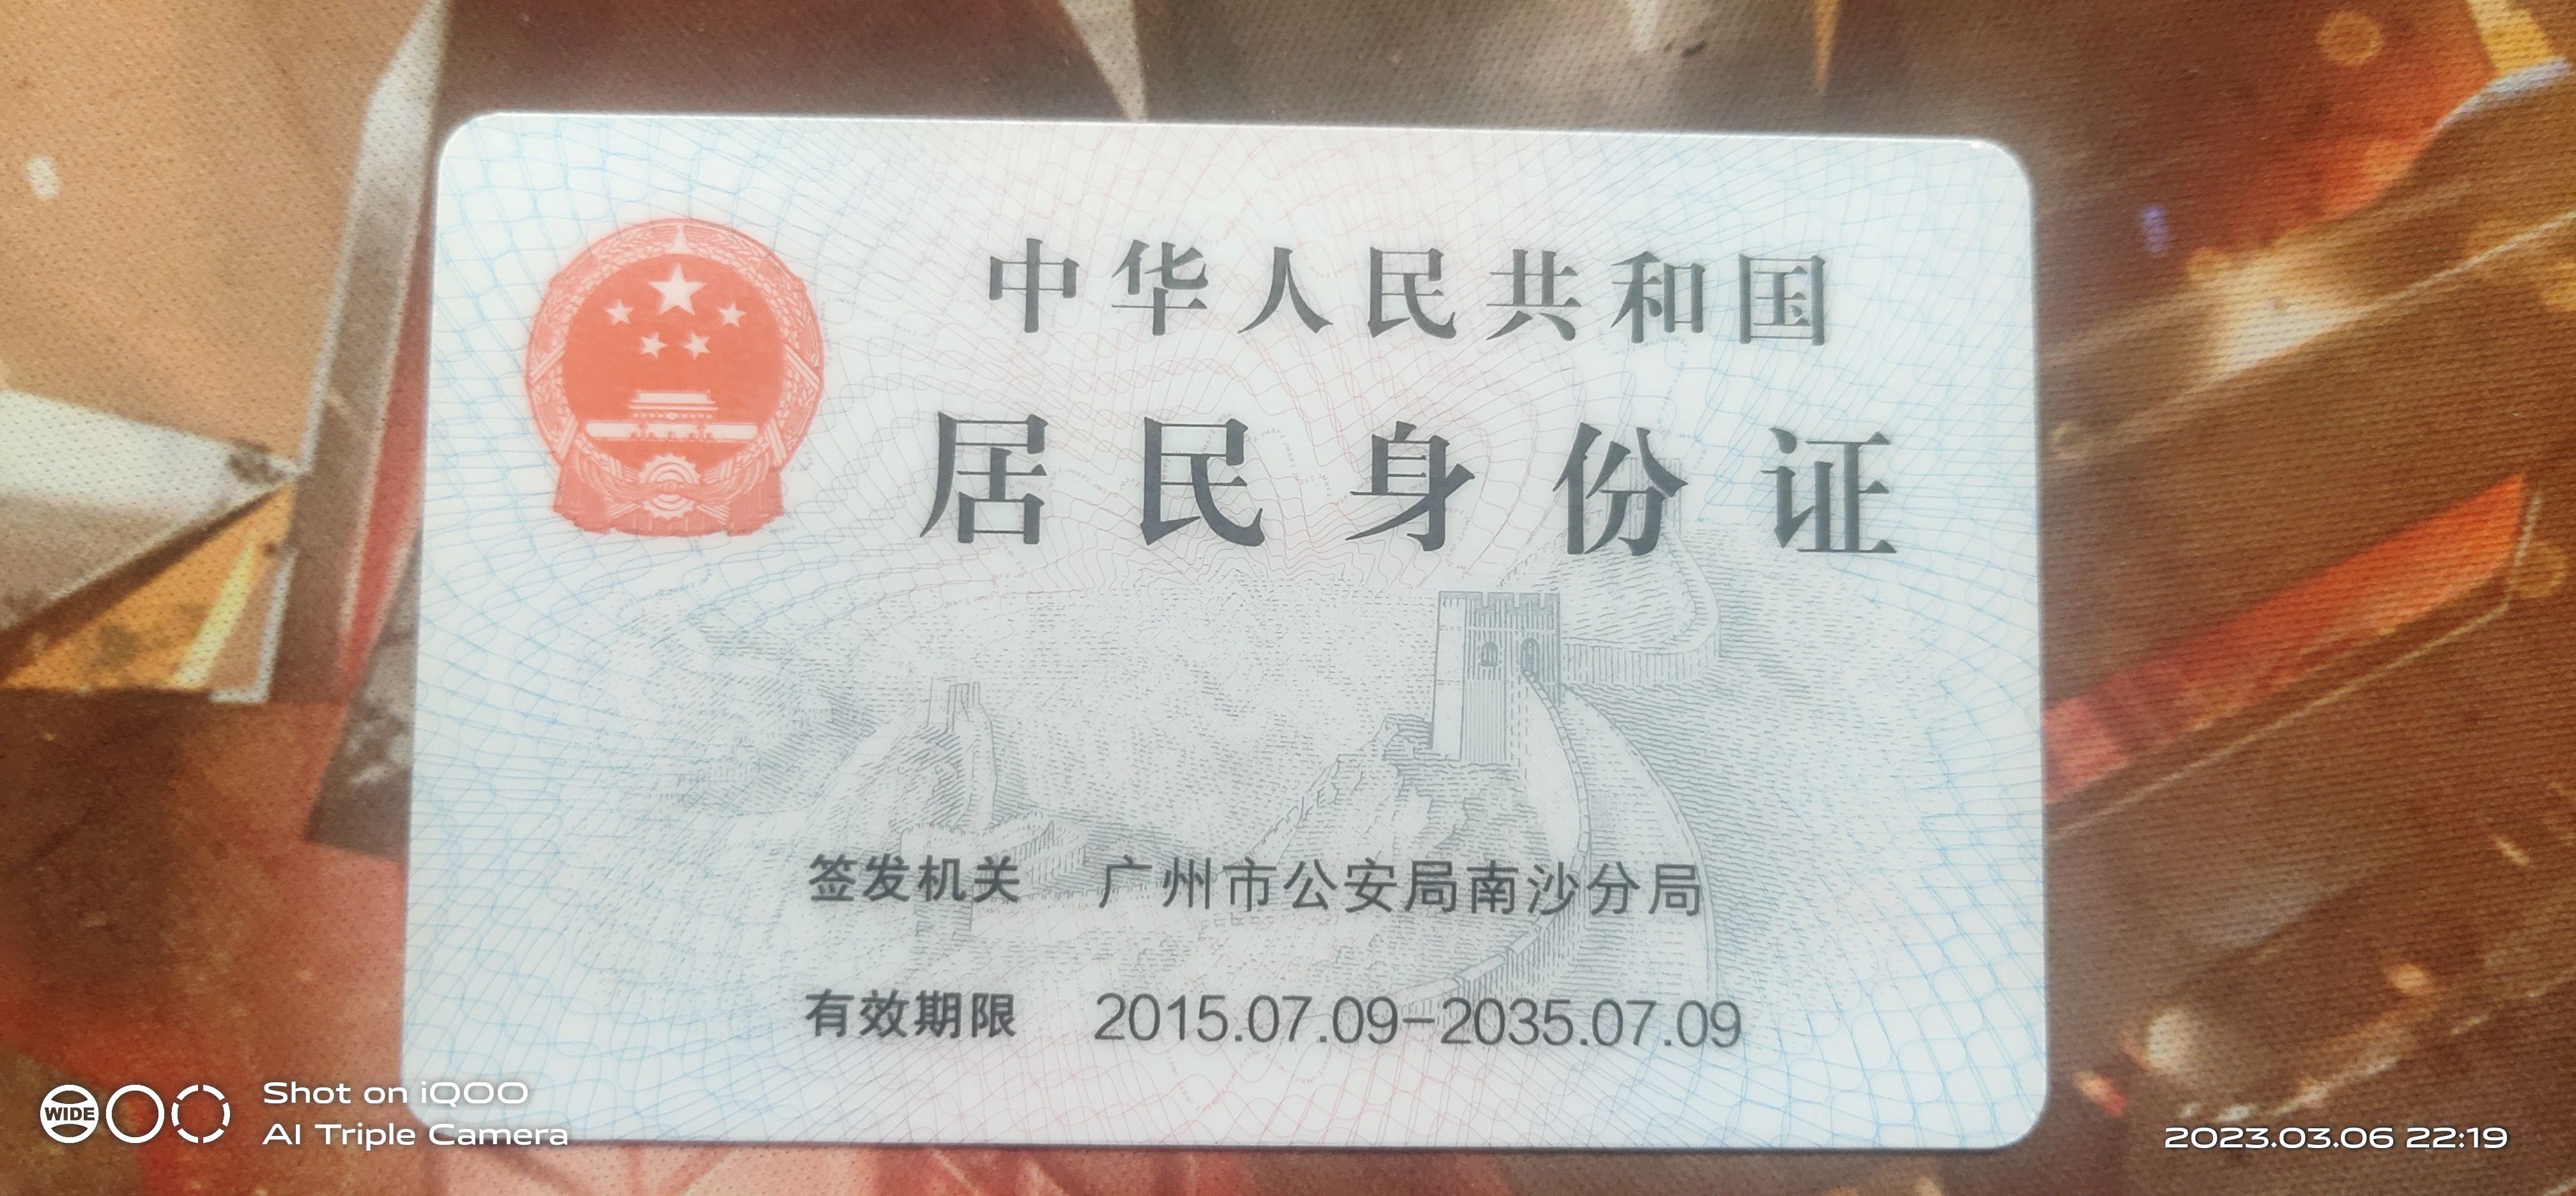 中华人民共和国
居民身份证
签发机关 广州市公安局南沙分局
有效期限 2015.07.09-2035.07.09
WIDE
Shot on iQOO
AI Triple Camera
2023.03.06 22:19